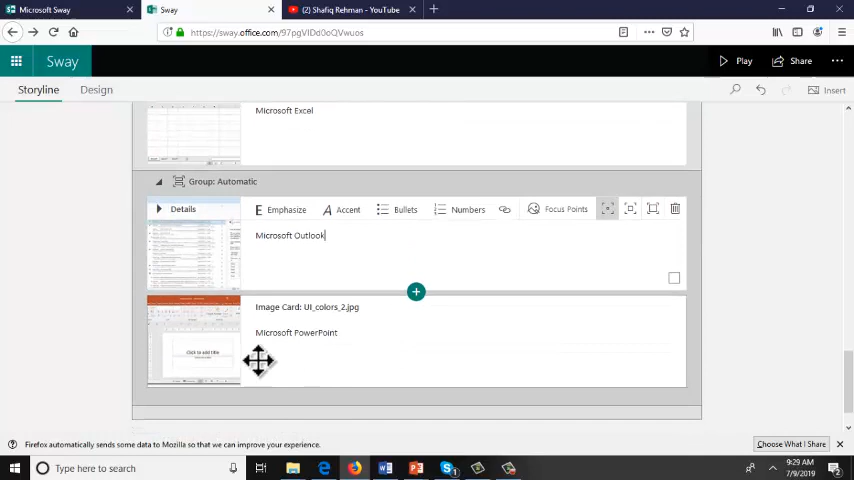 Microsoft Sway
Sway
(2) Shafiq Rehman - YouTube
https://sway.office.com/97pgVIDd0oQVwuos
Sway
Play
Share
Storyline
Design
Insert
Microsoft Excel
Group: Automatic
Details
Emphasize
Accent
Bullets
Numbers
Focus Points
Microsoft Outlook
Image Card: UI_colors_2.jpg
Microsoft PowerPoint
Click to add title
Firefox automatically sends some data to Mozilla so that we can improve your experience.
Choose What I Share
Type here to search
9:29 AM
7/9/2019